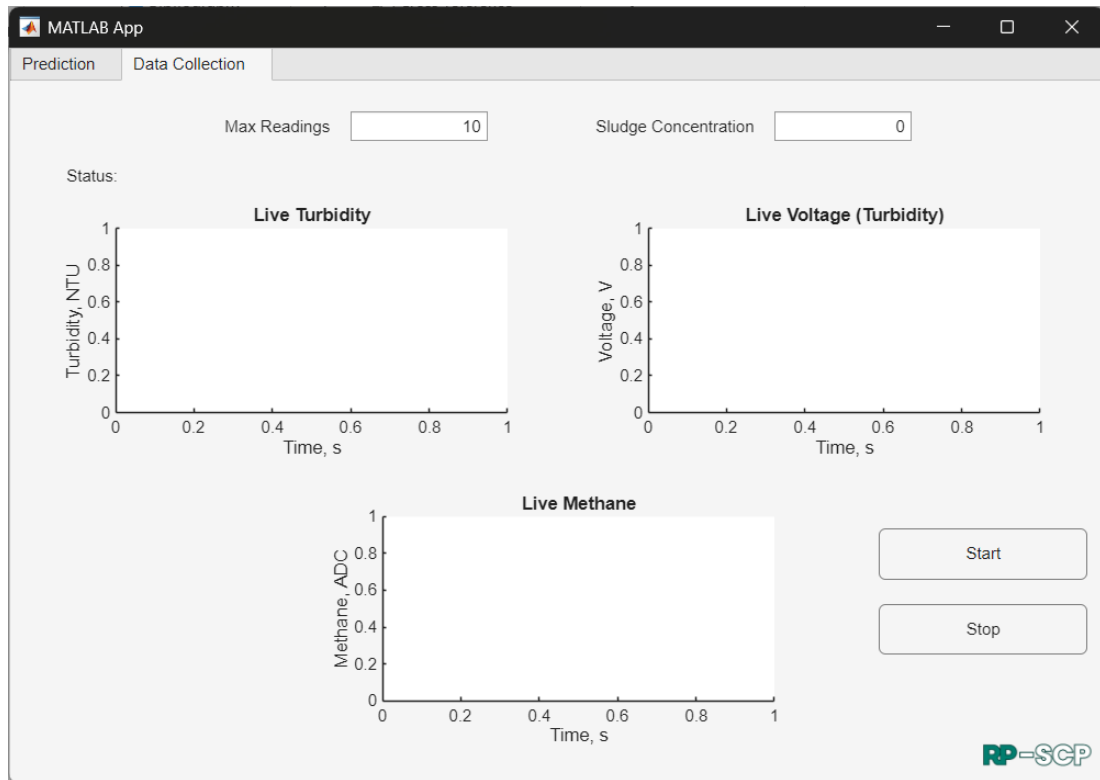 MATLAB App
Prediction
Data Collection
Max Readings 10
Sludge Concentration 0
Status:
Live Turbidity
Turbidity, NTU
1
0.8
0.6
0.4
0.2
0
0 0.2 0.4 0.6 0.8 1
Time, s
Live Voltage (Turbidity)
Voltage, V
1
0.8
0.6
0.4
0.2
0
0 0.2 0.4 0.6 0.8 1
Time, s
Live Methane
Methane, ADC
1
0.8
0.6
0.4
0.2
0
0 0.2 0.4 0.6 0.8 1
Time, s
Start
Stop
RP-SCP